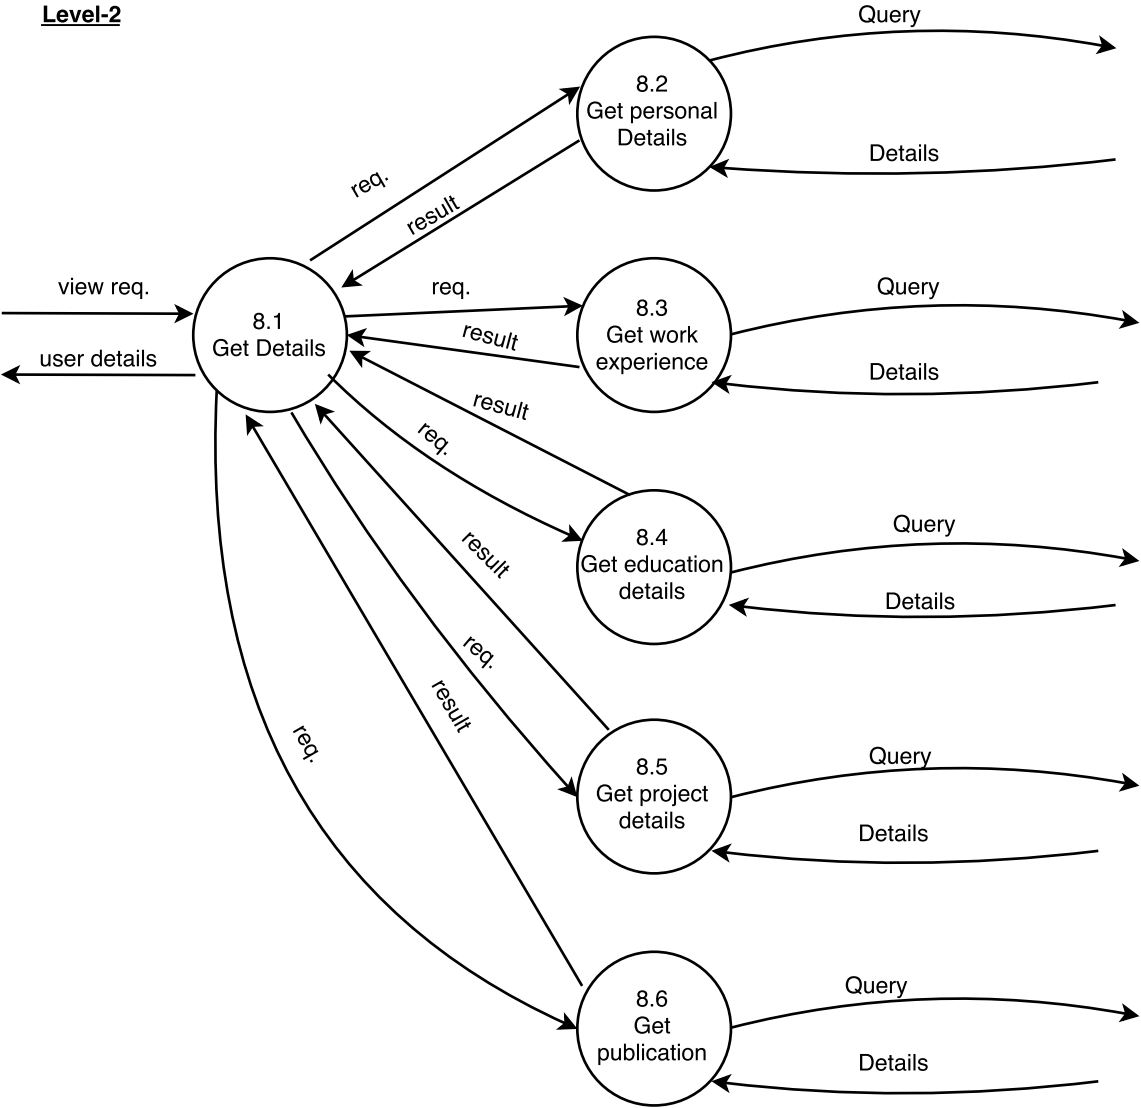 Level-2
Query
8.2
Get personal
Details
Details
req.
result
view req.
user details
8.1
Get Details
req.
result
8.3
Get work
experience
Query
Details
result
req.
8.4
Get education
details
Query
Details
result
req.
8.5
Get project
details
Query
Details
result
req.
8.6
Get
publication
Query
Details